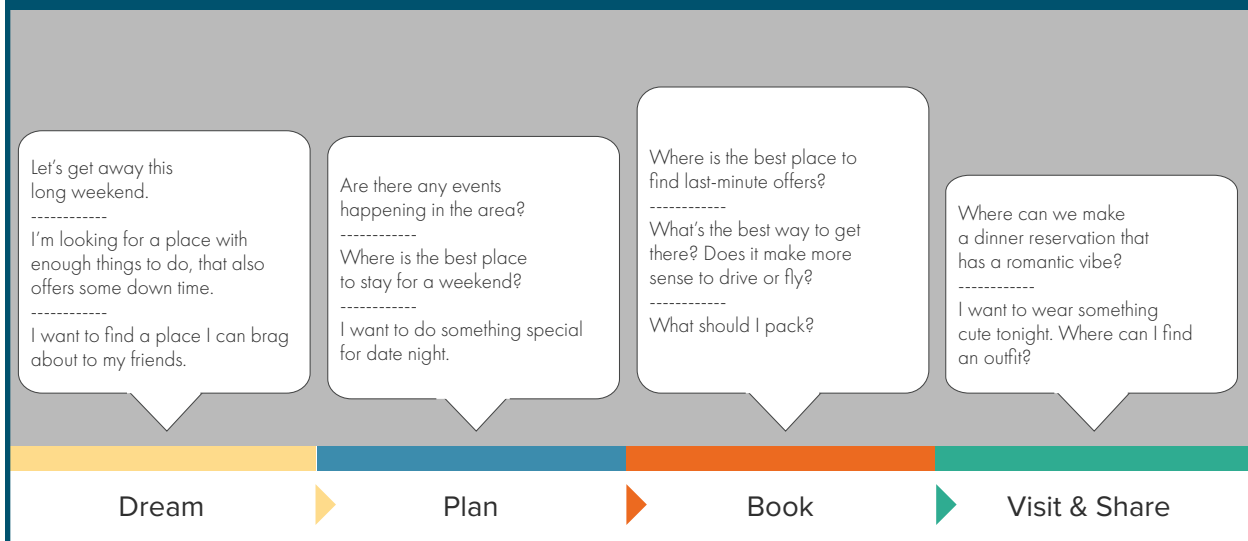 Let’s get away this
long weekend.
------------
I’m looking for a place with
enough things to do, that also
offers some down time.
------------
I want to find a place I can brag
about to my friends.
Are there any events
happening in the area?
------------
Where is the best place
to stay for a weekend?
------------
I want to do something special
for date night.
Where is the best place to
find last-minute offers?
------------
What’s the best way to get
there? Does it make more
sense to drive or fly?
------------
What should I pack?
Where can we make
a dinner reservation that
has a romantic vibe?
------------
I want to wear something
cute tonight. Where can I find
an outfit?
Dream
Plan
Book
Visit & Share